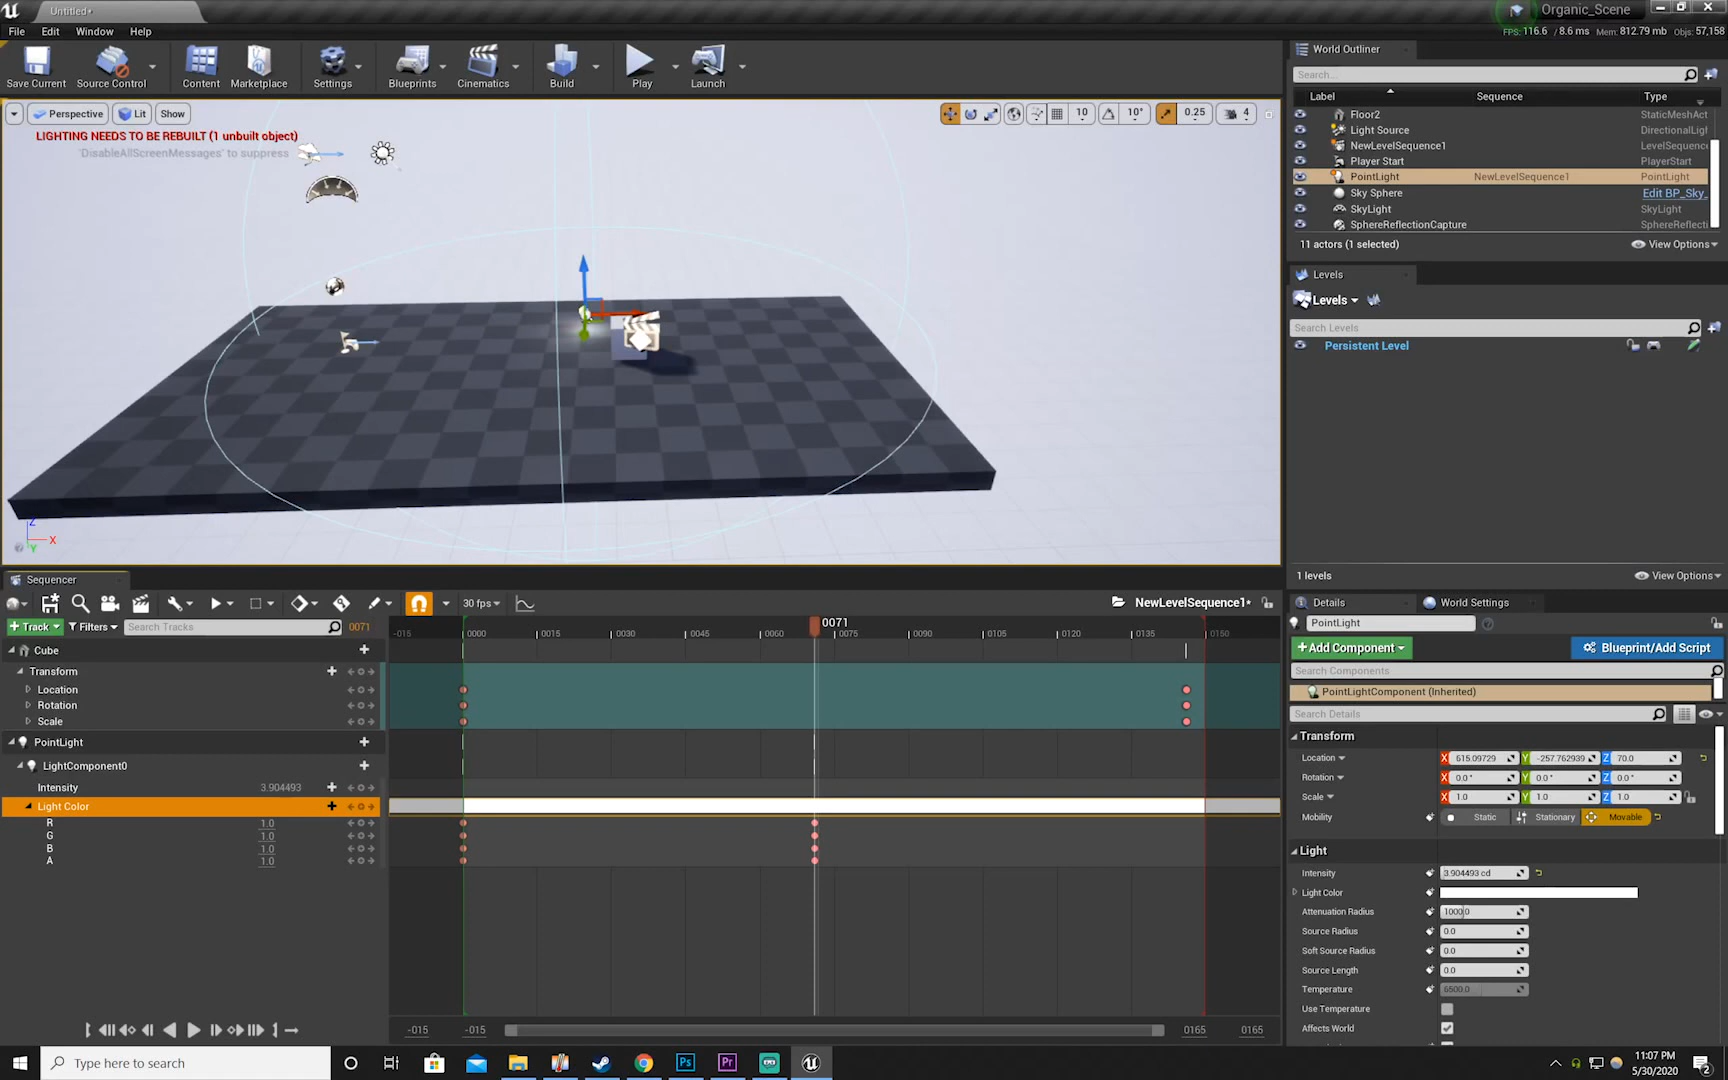 Untitled*
Organic_Scene
File Edit Window Help
FPS: 116.6 / 8.6 ms Mem: 812.79 mb Objs: 57,158
Save Current Source Control Content Marketplace Settings Blueprints Cinematics Build Play Launch
Perspective Lit Show
10 10° 0.25 4
LIGHTING NEEDS TO BE REBUILT (1 unbuilt object)
'DisableAllScreenMessages' to suppress
Z
X
Y
World Outliner
Search...
Label Sequence Type
Floor2 StaticMeshAct
Light Source DirectionalLigh
NewLevelSequence1 LevelSequence
Player Start PlayerStart
PointLight NewLevelSequence1 PointLight
Sky Sphere Edit BP_Sky_
SkyLight SkyLight
SphereReflectionCapture SphereReflecti
11 actors (1 selected) View Options
Levels
Levels
Search Levels
Persistent Level
1 levels View Options
Sequencer
30 fps NewLevelSequence1*
+ Track Filters Search Tracks 0071
0071
-015 0000 0015 0030 0045 0060 0075 0090 0105 0120 0135 0150
Cube
Transform
Location
Rotation
Scale
PointLight
LightComponent0
Intensity 3.904493
Light Color
R 1.0
G 1.0
B 1.0
A 1.0
-015 -015 0165 0165
Details World Settings
PointLight
+Add Component Blueprint/Add Script
Search Components
PointLightComponent (Inherited)
Search Details
Transform
Location X 615.09729 Y -257.762939 Z 70.0
Rotation X 0.0° Y 0.0° Z 0.0°
Scale X 1.0 Y 1.0 Z 1.0
Mobility Static Stationary Movable
Light
Intensity 3.904493 cd
Light Color
Attenuation Radius 1000.0
Source Radius 0.0
Soft Source Radius 0.0
Source Length 0.0
Temperature 6500.0
Use Temperature
Affects World
Type here to search
Ps Pr
11:07 PM
5/30/2020
2